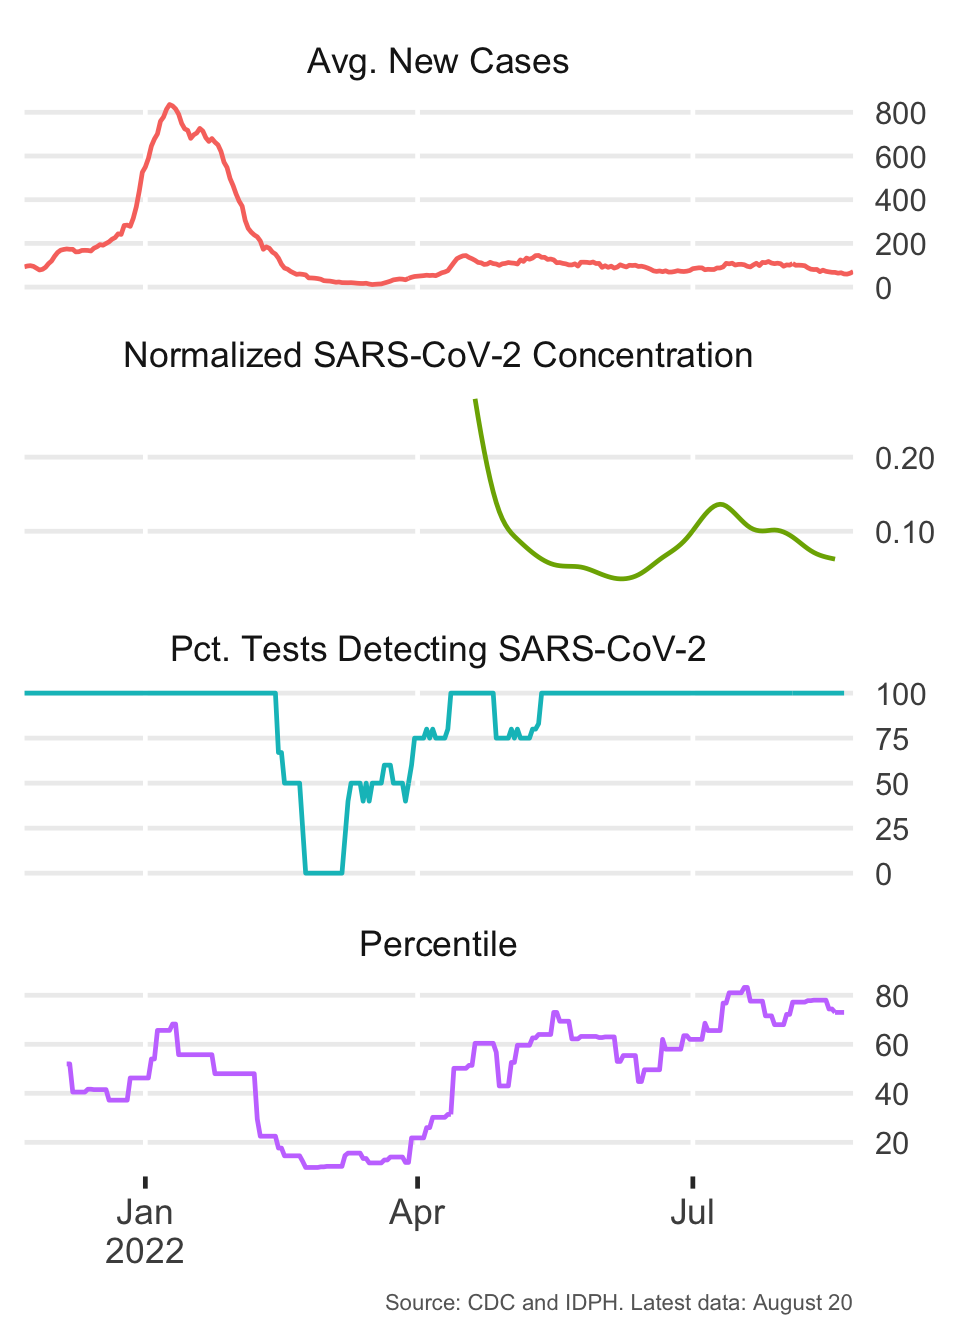 Avg. New Cases
800
600
400
200
0
Normalized SARS-CoV-2 Concentration
0.20
0.10
Pct. Tests Detecting SARS-CoV-2
100
75
50
25
0
Percentile
80
60
40
20
Jan Apr Jul
2022
Source: CDC and IDPH. Latest data: August 20